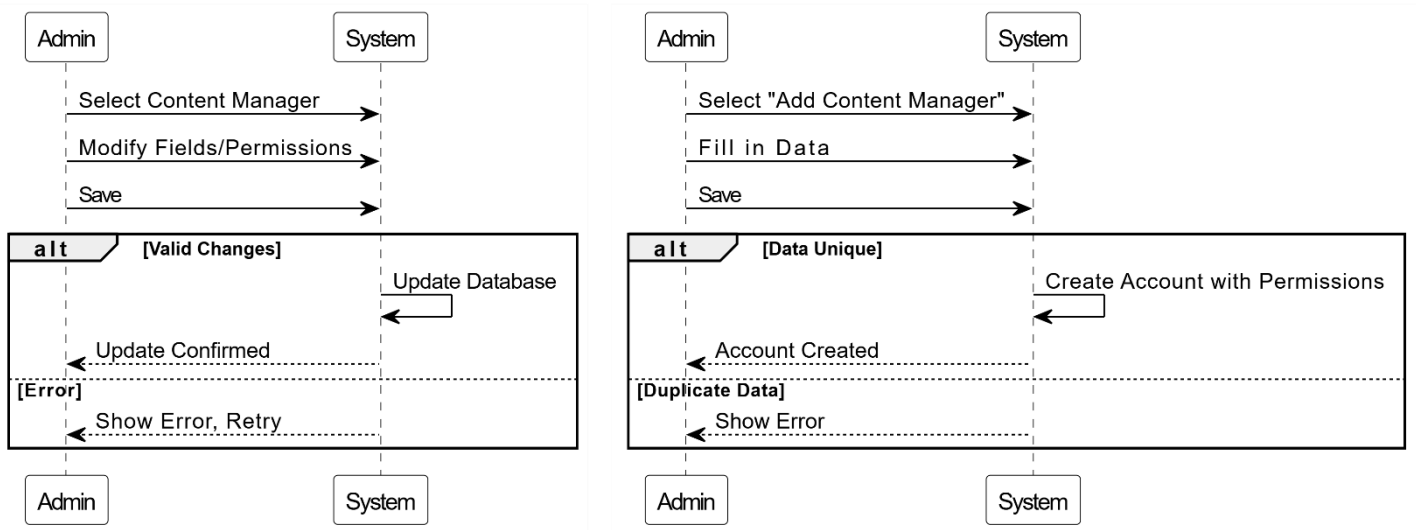 Admin
System
Select Content Manager
Modify Fields/Permissions
Save
alt
[Valid Changes]
Update Database
Update Confirmed
[Error]
Show Error, Retry
Admin
System
Admin
System
Select "Add Content Manager"
Fill in Data
Save
alt
[Data Unique]
Create Account with Permissions
Account Created
[Duplicate Data]
Show Error
Admin
System